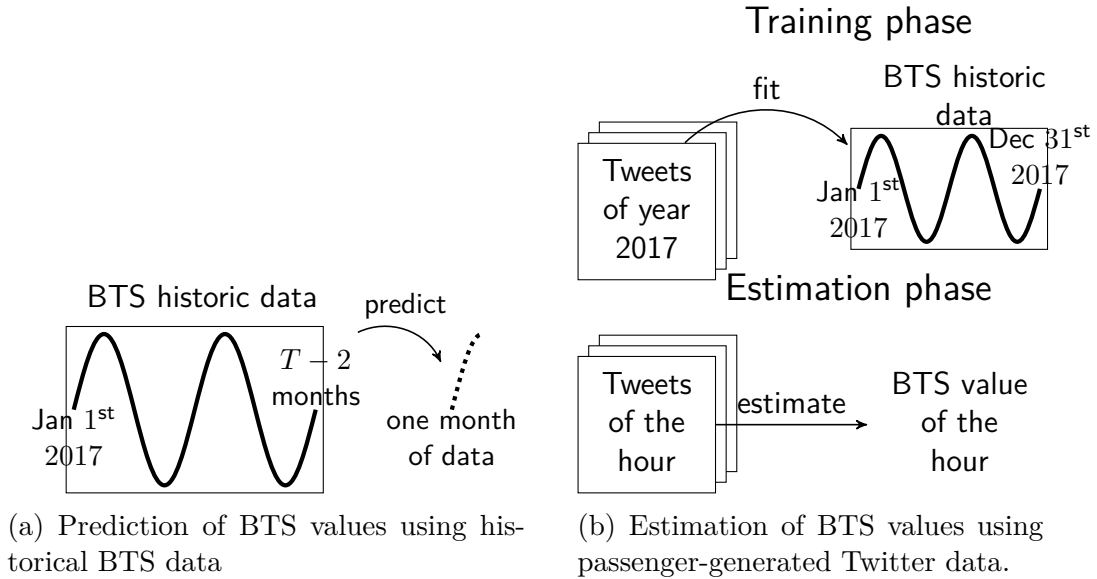 BTS historic data
predict
T − 2
months
Jan 1st
2017
one month
of data
(a) Prediction of BTS values using his-
torical BTS data
Training phase
fit
BTS historic
data
Tweets
of year
2017
Jan 1st
2017
Dec 31st
2017
Estimation phase
Tweets
of the
hour
estimate
BTS value
of the
hour
(b) Estimation of BTS values using
passenger-generated Twitter data.